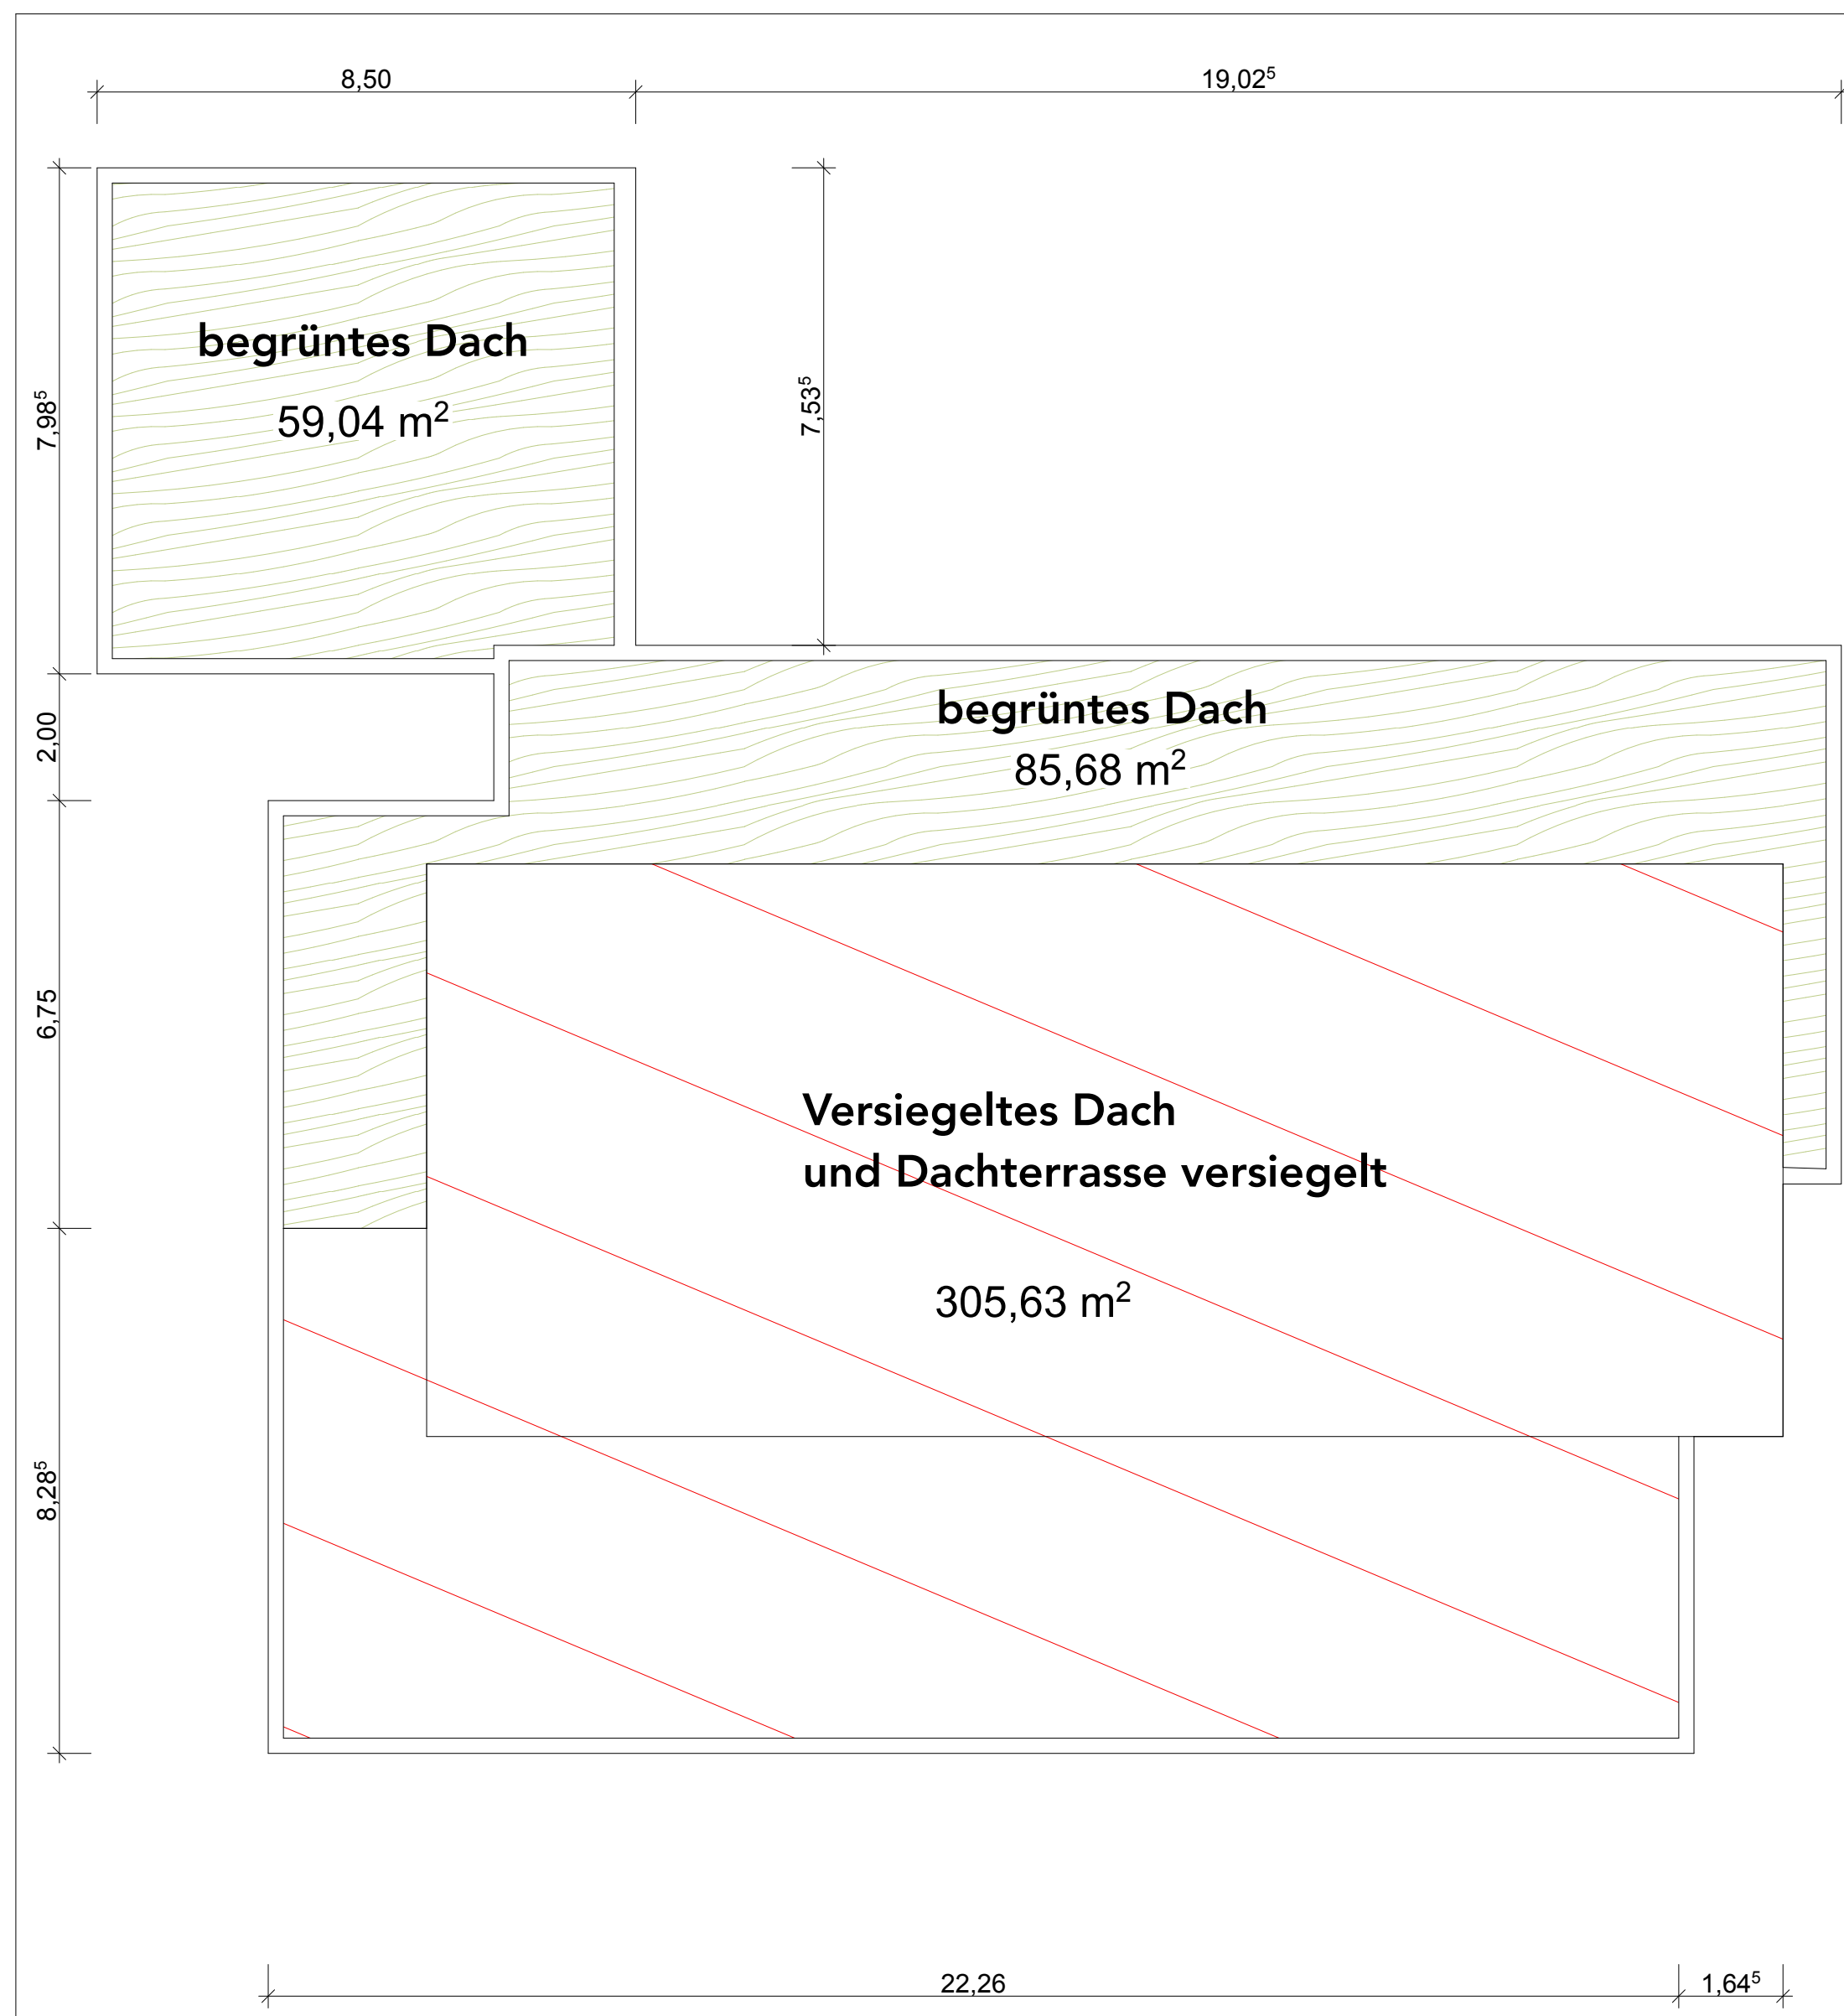 8,50
19,02⁵
7,98⁵
begrüntes Dach
59,04 m²
7,53⁵
2,00
begrüntes Dach
85,68 m²
6,75
Versiegeltes Dach
und Dachterrasse versiegelt
305,63 m²
8,28⁵
22,26
1,64⁵